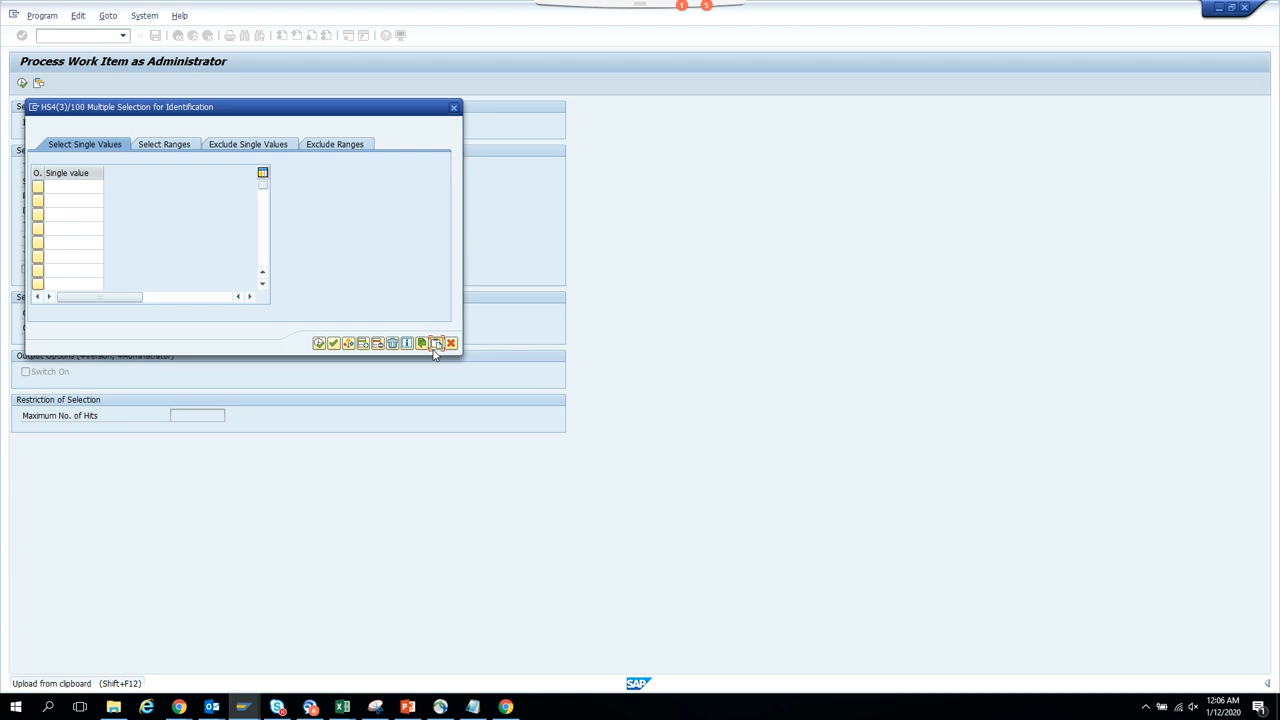 1 5
Program Edit Goto System Help
Process Work Item as Administrator
HS4(3)/100 Multiple Selection for Identification
Select Single Values Select Ranges Exclude Single Values Exclude Ranges
O. Single value
Switch On
Restriction of Selection
Maximum No. of Hits
Upload from clipboard (Shift+F12)
SAP
12:06 AM
1/12/2020